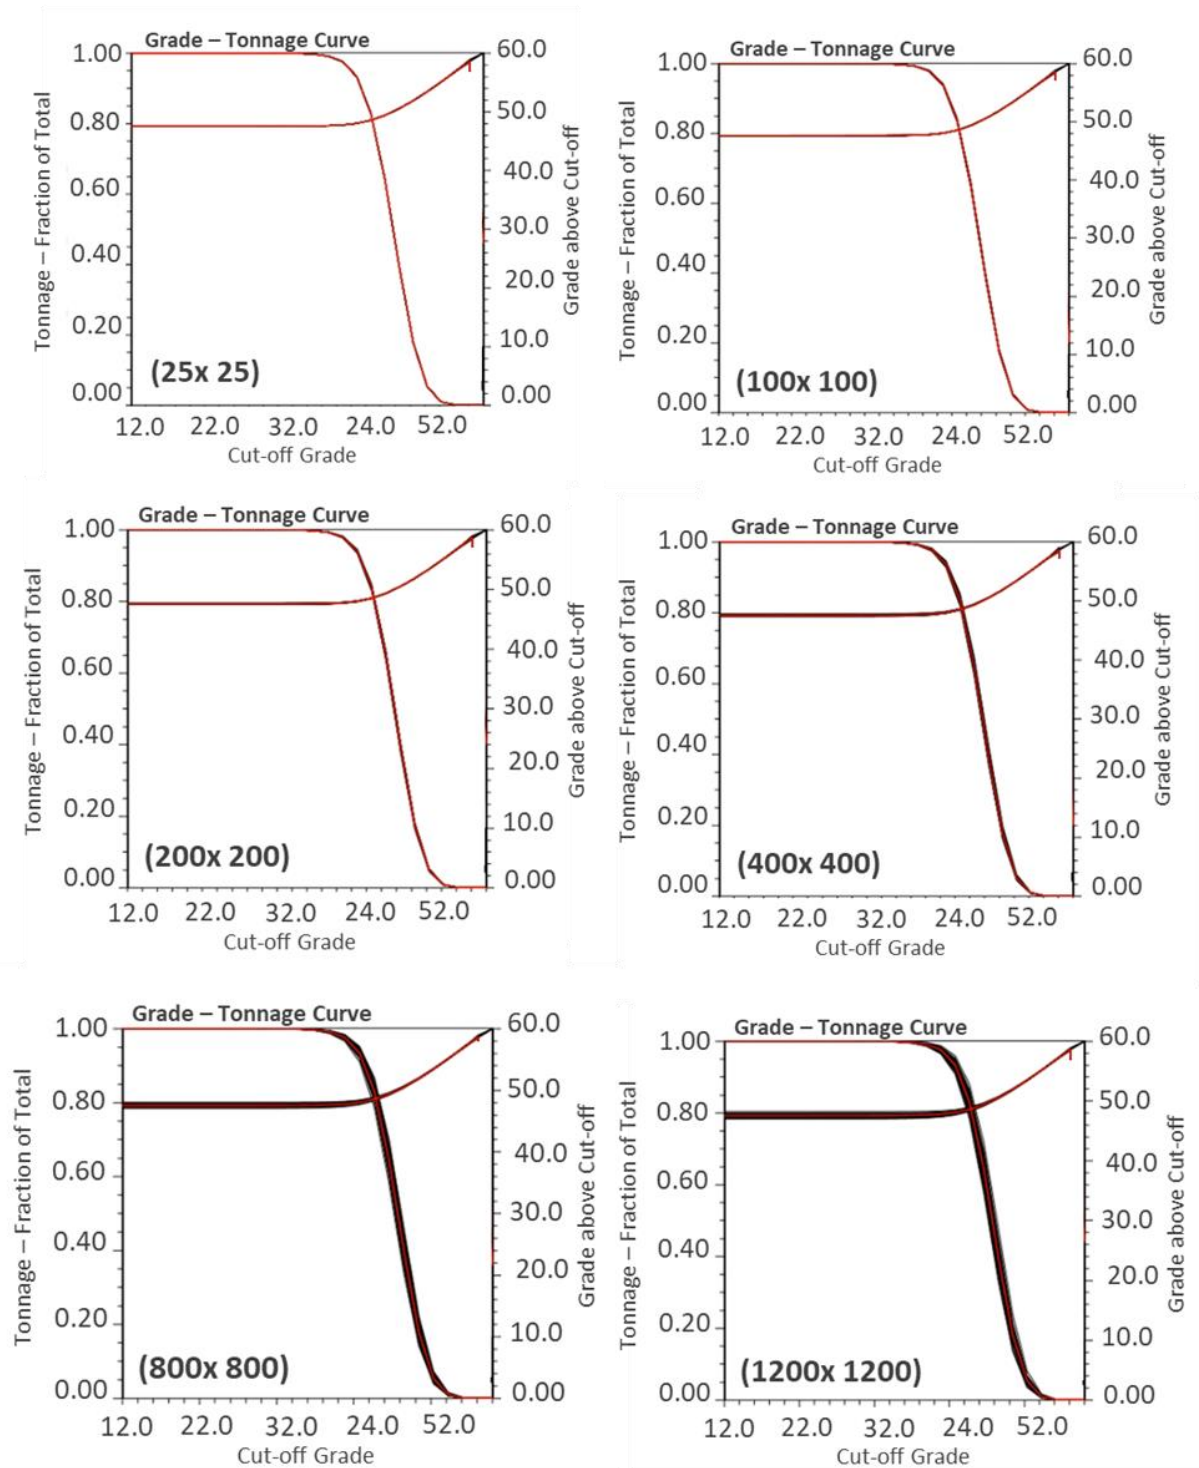 Grade – Tonnage Curve
Tonnage – Fraction of Total
1.00
0.80
0.60
0.40
0.20
0.00
60.0
50.0
40.0
30.0
20.0
10.0
0.00
Grade above Cut-off
(25x 25)
12.0 22.0 32.0 24.0 52.0
Cut-off Grade
Grade – Tonnage Curve
Tonnage – Fraction of Total
1.00
0.80
0.60
0.40
0.20
0.00
60.0
50.0
40.0
30.0
20.0
10.0
0.00
Grade above Cut-off
(100x 100)
12.0 22.0 32.0 24.0 52.0
Cut-off Grade
Grade – Tonnage Curve
Tonnage – Fraction of Total
1.00
0.80
0.60
0.40
0.20
0.00
60.0
50.0
40.0
30.0
20.0
10.0
0.00
Grade above Cut-off
(200x 200)
12.0 22.0 32.0 24.0 52.0
Cut-off Grade
Grade – Tonnage Curve
Tonnage – Fraction of Total
1.00
0.80
0.60
0.40
0.20
0.00
60.0
50.0
40.0
30.0
20.0
10.0
0.00
Grade above Cut-off
(400x 400)
12.0 22.0 32.0 24.0 52.0
Cut-off Grade
Grade – Tonnage Curve
Tonnage – Fraction of Total
1.00
0.80
0.60
0.40
0.20
0.00
60.0
50.0
40.0
30.0
20.0
10.0
0.00
Grade above Cut-off
(800x 800)
12.0 22.0 32.0 24.0 52.0
Cut-off Grade
Grade – Tonnage Curve
Tonnage – Fraction of Total
1.00
0.80
0.60
0.40
0.20
0.00
60.0
50.0
40.0
30.0
20.0
10.0
0.00
Grade above Cut-off
(1200x 1200)
12.0 22.0 32.0 24.0 52.0
Cut-off Grade